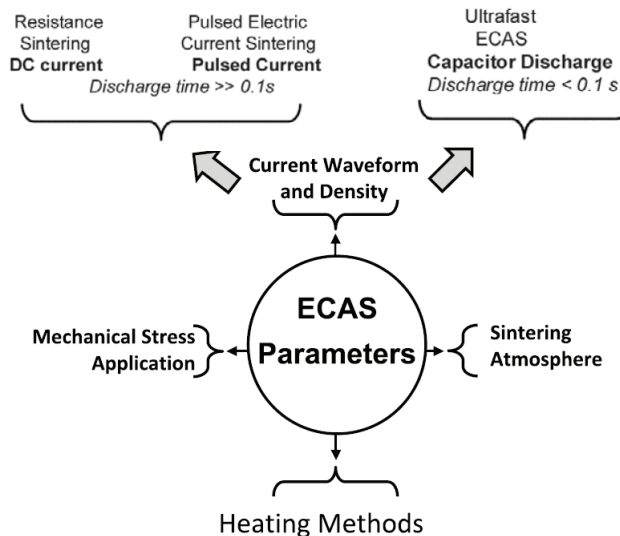 Resistance
Sintering
DC current
Pulsed Electric
Current Sintering
Pulsed Current
Discharge time >> 0.1s
Ultrafast
ECAS
Capacitor Discharge
Discharge time < 0.1 s
Current Waveform
and Density
ECAS
Parameters
Mechanical Stress
Application
Sintering
Atmosphere
Heating Methods